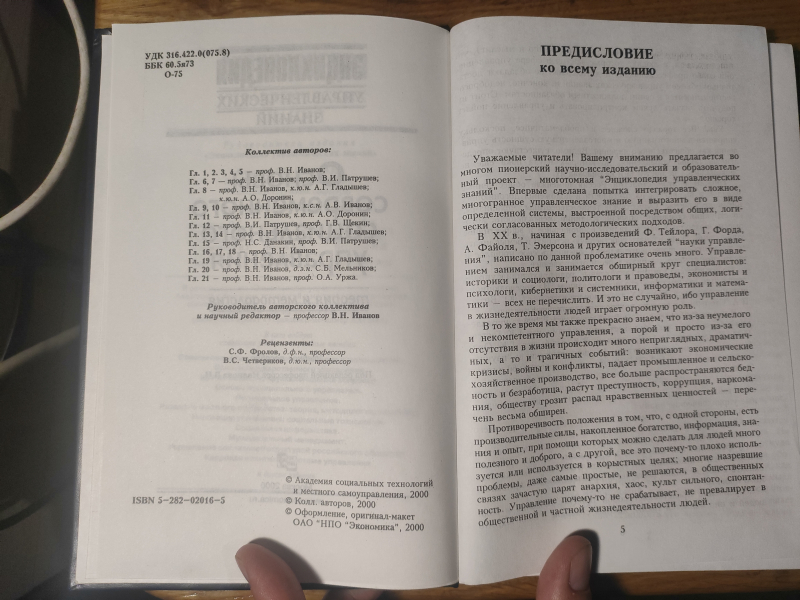 УДК 316.422.0(075.8)
ББК 60.5я73
О-75
Коллектив авторов:
Гл. 1, 2, 3, 4, 5 — проф. В.Н. Иванов;
Гл. 6, 7 — проф. В.Н. Иванов, проф. В.И. Патрушев;
Гл. 8 — проф. В.Н. Иванов, к.ю.н. А.Г. Гладышев;
к.ю.н. А.О. Доронин;
Гл. 9, 10 — проф. В.Н. Иванов, к.с.н. А.В. Иванов;
Гл. 11 — проф. В.Н. Иванов, к.ю.н. А.О. Доронин;
Гл. 12 — проф. В.И. Патрушев, проф. Г.В. Щекин;
Гл. 13, 14 — проф. В.Н. Иванов, к.ю.н. А.Г. Гладышев;
Гл. 15 — проф. Н.С. Данакин, проф. В.И. Патрушев;
Гл. 16, 17, 18 — проф. В.Н. Иванов;
Гл. 19 — проф. В.Н. Иванов, к.ю.н. А.Г. Гладышев;
Гл. 20 — проф. В.Н. Иванов, д.э.н. С.Б. Мельников;
Гл. 21 — проф. В.Н. Иванов, проф. О.А. Уржа.
Руководитель авторского коллектива
и научный редактор — профессор В.Н. Иванов
Рецензенты:
С.Ф. Фролов, д.ф.н., профессор
В.С. Четвериков, д.ю.н., профессор
© Академия социальных технологий
и местного самоуправления, 2000
© Колл. авторов, 2000
© Оформление, оригинал-макет
ОАО "НПО "Экономика", 2000
ISBN 5-282-02016-5
ПРЕДИСЛОВИЕ
ко всему изданию
Уважаемые читатели! Вашему вниманию предлагается во
многом пионерский научно-исследовательский и образователь-
ный проект — многотомная "Энциклопедия управленческих
знаний". Впервые сделана попытка интегрировать сложное,
многогранное управленческое знание и выразить его в виде
определенной системы, выстроенной посредством общих, логи-
чески согласованных методологических подходов.
В XX в., начиная с произведений Ф. Тейлора, Г. Форда,
А. Файоля, Т. Эмерсона и других основателей "науки управле-
ния", написано по данной проблематике очень много. Управле-
нием занимался и занимается обширный круг специалистов:
историки и социологи, политологи и правоведы, экономисты и
психологи, кибернетики и системники, информатики и матема-
тики — всех не перечислить. И это не случайно, ибо управление
в жизнедеятельности людей играет огромную роль.
В то же время мы также прекрасно знаем, что из-за неумелого
и некомпетентного управления, а порой и просто из-за его
отсутствия в жизни происходит много неприглядных, драматич-
ных, а то и трагичных событий: возникают экономические
кризисы, войны и конфликты, падает промышленное и сельско-
хозяйственное производство, все больше распространяются бед-
ность и безработица, растут преступность, коррупция, наркома-
ния, обществу грозит распад нравственных ценностей — пере-
чень весьма обширен.
Противоречивость положения в том, что, с одной стороны, есть
производительные силы, накопленное богатство, информация, зна-
ния и опыт, при помощи которых можно сделать для людей много
полезного и доброго, а с другой, все это почему-то плохо исполь-
зуется или используется в корыстных целях; многие назревшие
проблемы, даже самые простые, не решаются, в общественных
связях зачастую царят анархия, хаос, культ сильного, спонтан-
ность. Управление почему-то не срабатывает, не превалирует в
общественной и частной жизнедеятельности людей.
5